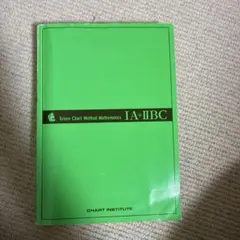 Green Chart Method Mathematics IA+IIBC
CHART INSTITUTE